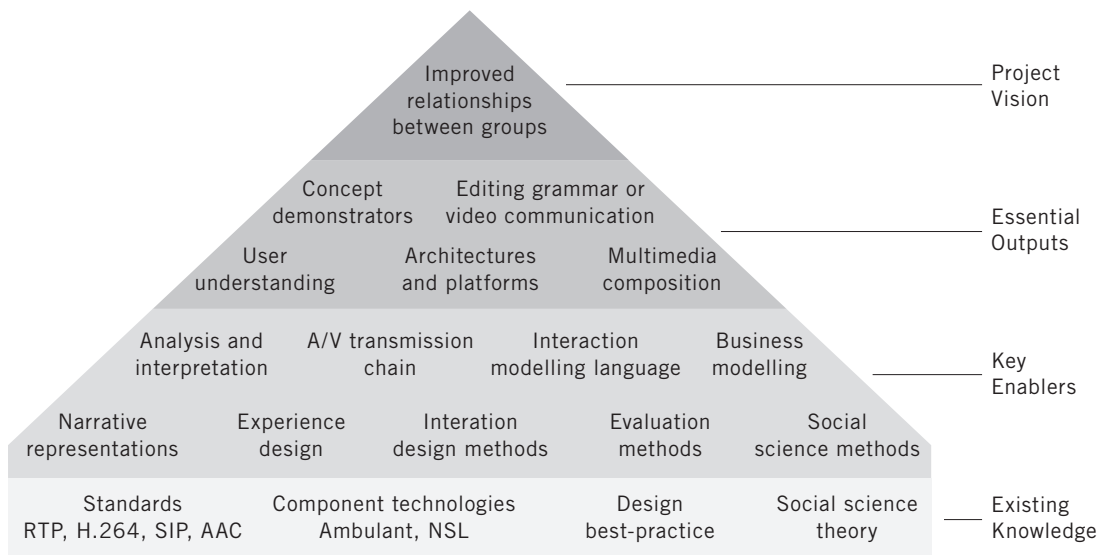 Improved
relationships
between groups
Project
Vision
Concept
demonstrators
Editing grammar or
video communication
User
understanding
Architectures
and platforms
Multimedia
composition
Essential
Outputs
Analysis and
interpretation
A/V transmission
chain
Interaction
modelling language
Business
modelling
Narrative
representations
Experience
design
Interation
design methods
Evaluation
methods
Social
science methods
Key
Enablers
Standards
RTP, H.264, SIP, AAC
Component technologies
Ambulant, NSL
Design
best-practice
Social science
theory
Existing
Knowledge